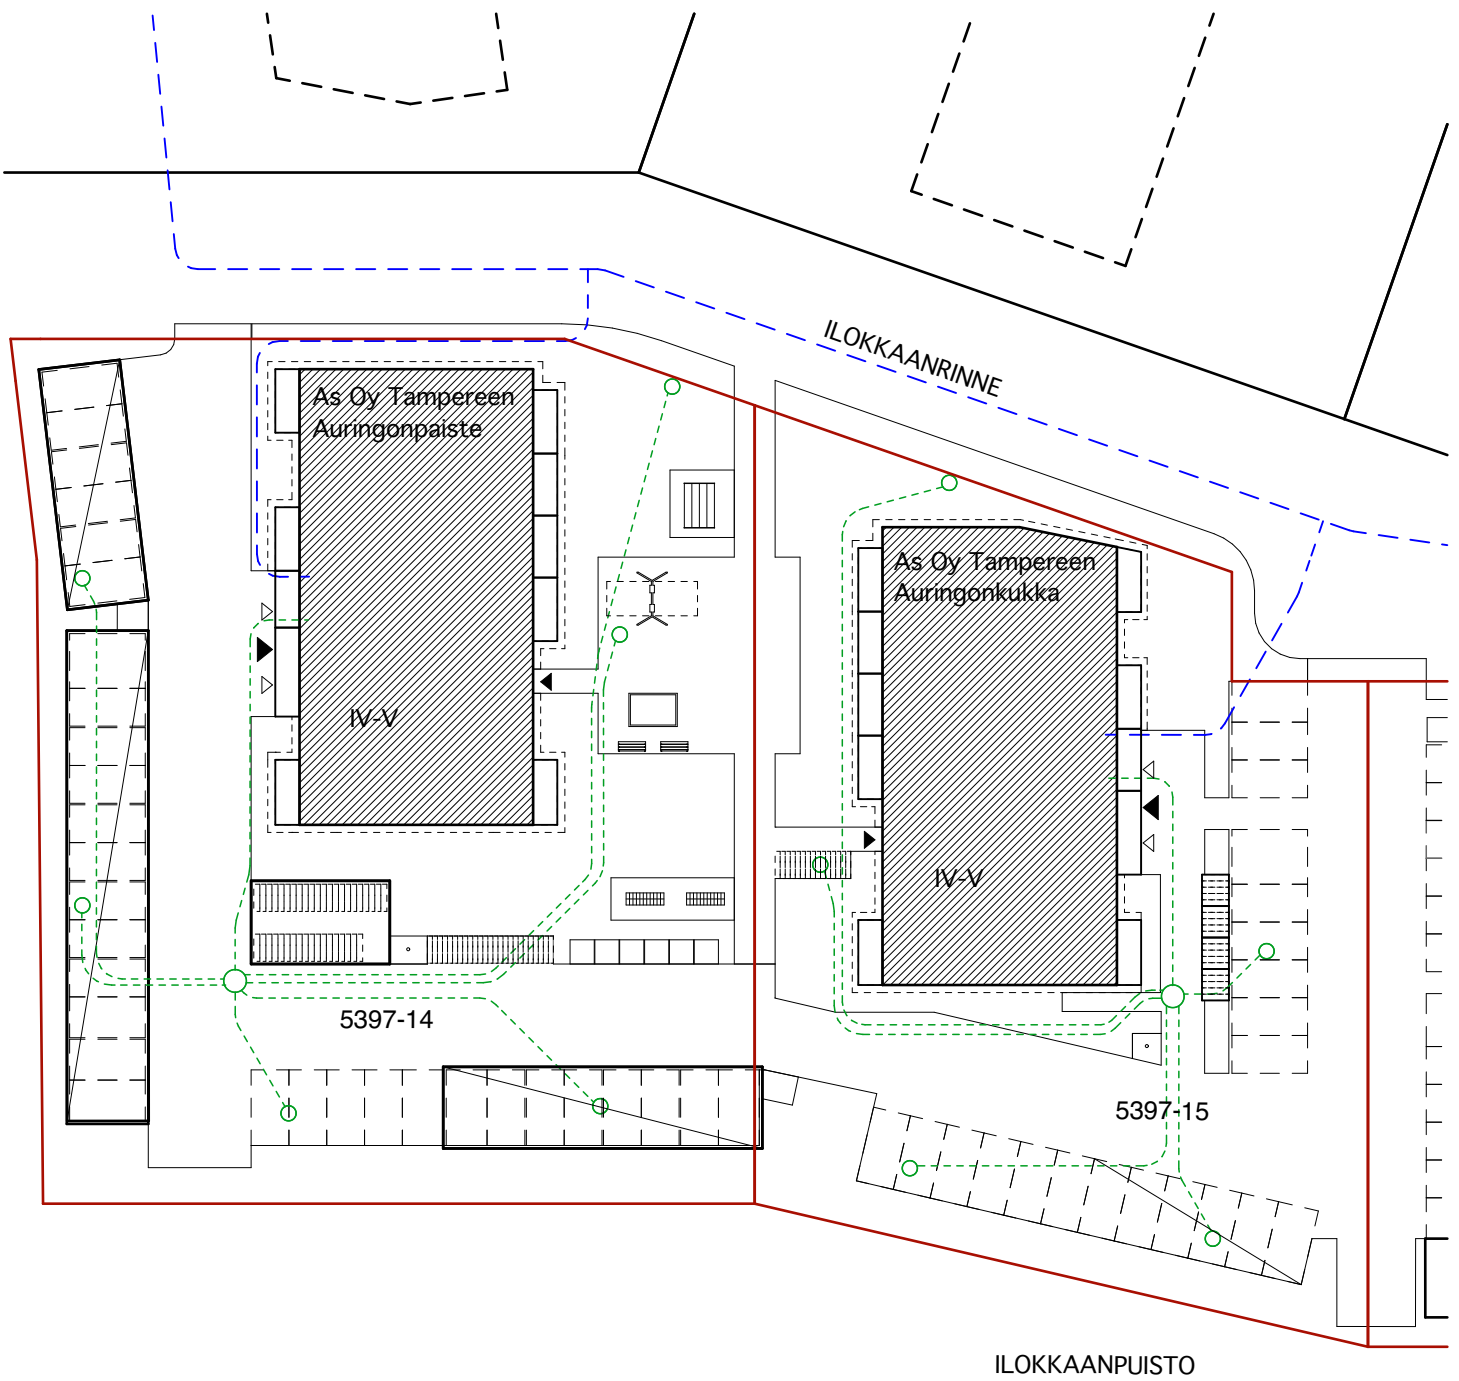 ILOKKAANRINNE
As Oy Tampereen
Auringonpaiste
As Oy Tampereen
Auringonkukka
IV-V
IV-V
5397-14
5397-15
ILOKKAANPUISTO